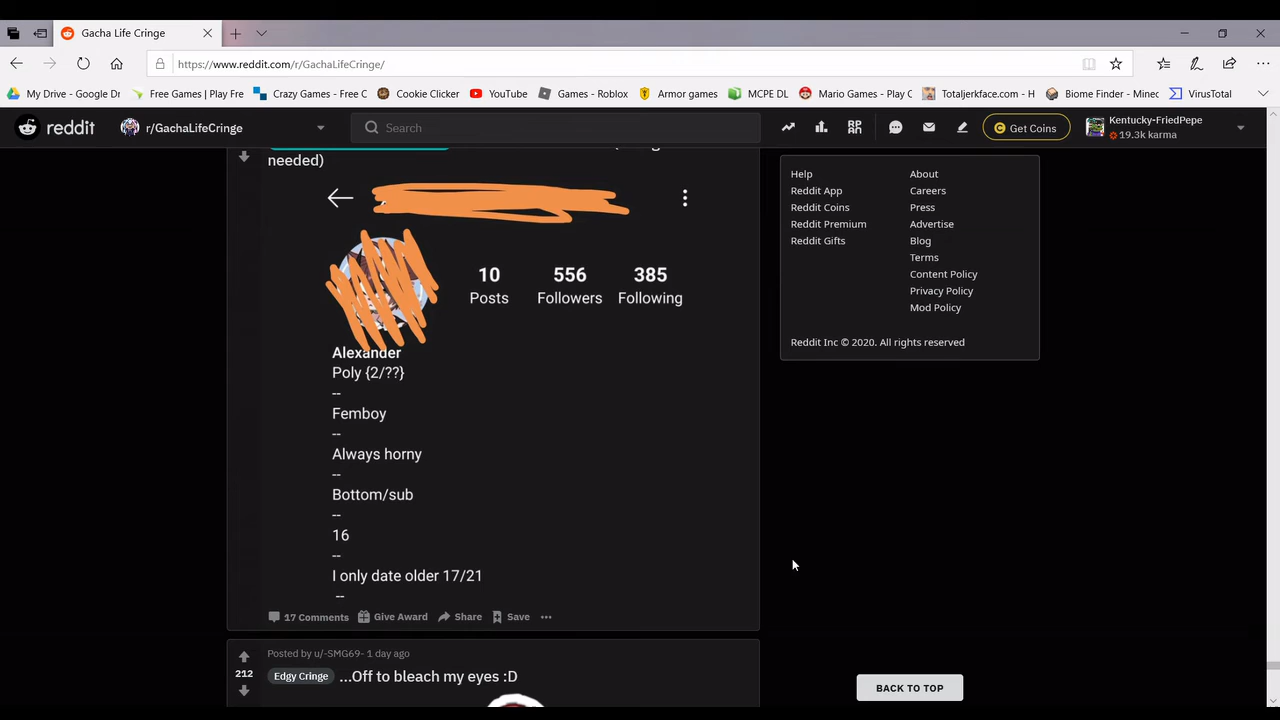 Gacha Life Cringe
https://www.reddit.com/r/GachaLifeCringe/
My Drive - Google Dr
Free Games | Play Fre
Crazy Games - Free C
Cookie Clicker
YouTube
Games - Roblox
Armor games
MCPE DL
Mario Games - Play C
Totaljerkface.com - H
Biome Finder - Minec
VirusTotal
reddit
r/GachaLifeCringe
Search
Get Coins
Kentucky-FriedPepe
19.3k karma
needed)
10
556
385
Posts
Followers
Following
Alexander
Poly {2/??}
--
Femboy
--
Always horny
--
Bottom/sub
--
16
--
I only date older 17/21
--
17 Comments
Give Award
Share
Save
Posted by u/-SMG69- 1 day ago
212
Edgy Cringe
...Off to bleach my eyes :D
Help
About
Reddit App
Careers
Reddit Coins
Press
Reddit Premium
Advertise
Reddit Gifts
Blog
Terms
Content Policy
Privacy Policy
Mod Policy
Reddit Inc © 2020. All rights reserved
BACK TO TOP